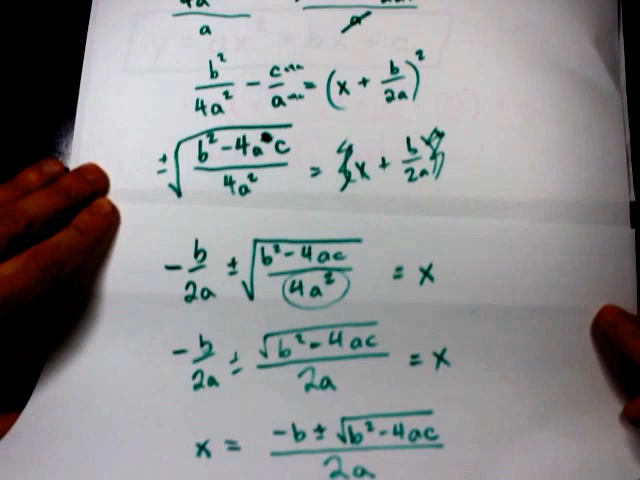 a
b²/4a² - c/a = (x + b/2a)²
±√(b² - 4ac/4a²) = x + b/2a
-b/2a ± √(b² - 4ac/4a²) = x
-b/2a ± √(b² - 4ac)/2a = x
x = -b ± √(b² - 4ac)/2a